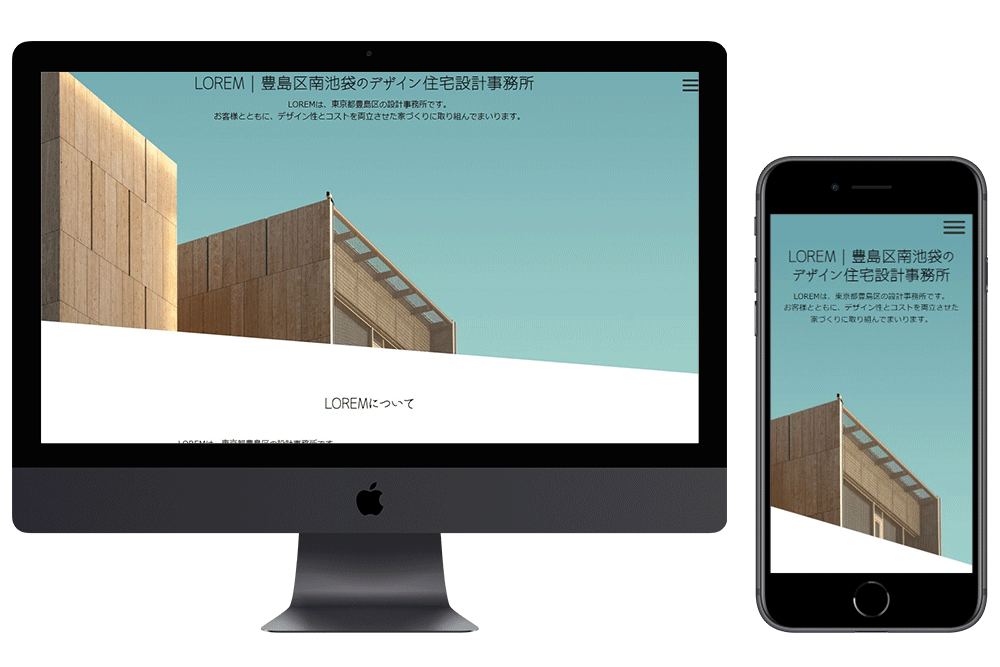 LOREM｜豊島区南池袋のデザイン住宅設計事務所
LOREMは、東京都豊島区の設計事務所です。
お客様とともに、デザイン性とコストを両立させた家づくりに取り組んでまいります。
LOREMについて
LOREMは、東京都豊島区の設計事務所です
LOREM｜豊島区南池袋の
デザイン住宅設計事務所
LOREMは、東京都豊島区の設計事務所です。
お客様とともに、デザイン性とコストを両立させた
家づくりに取り組んでまいります。